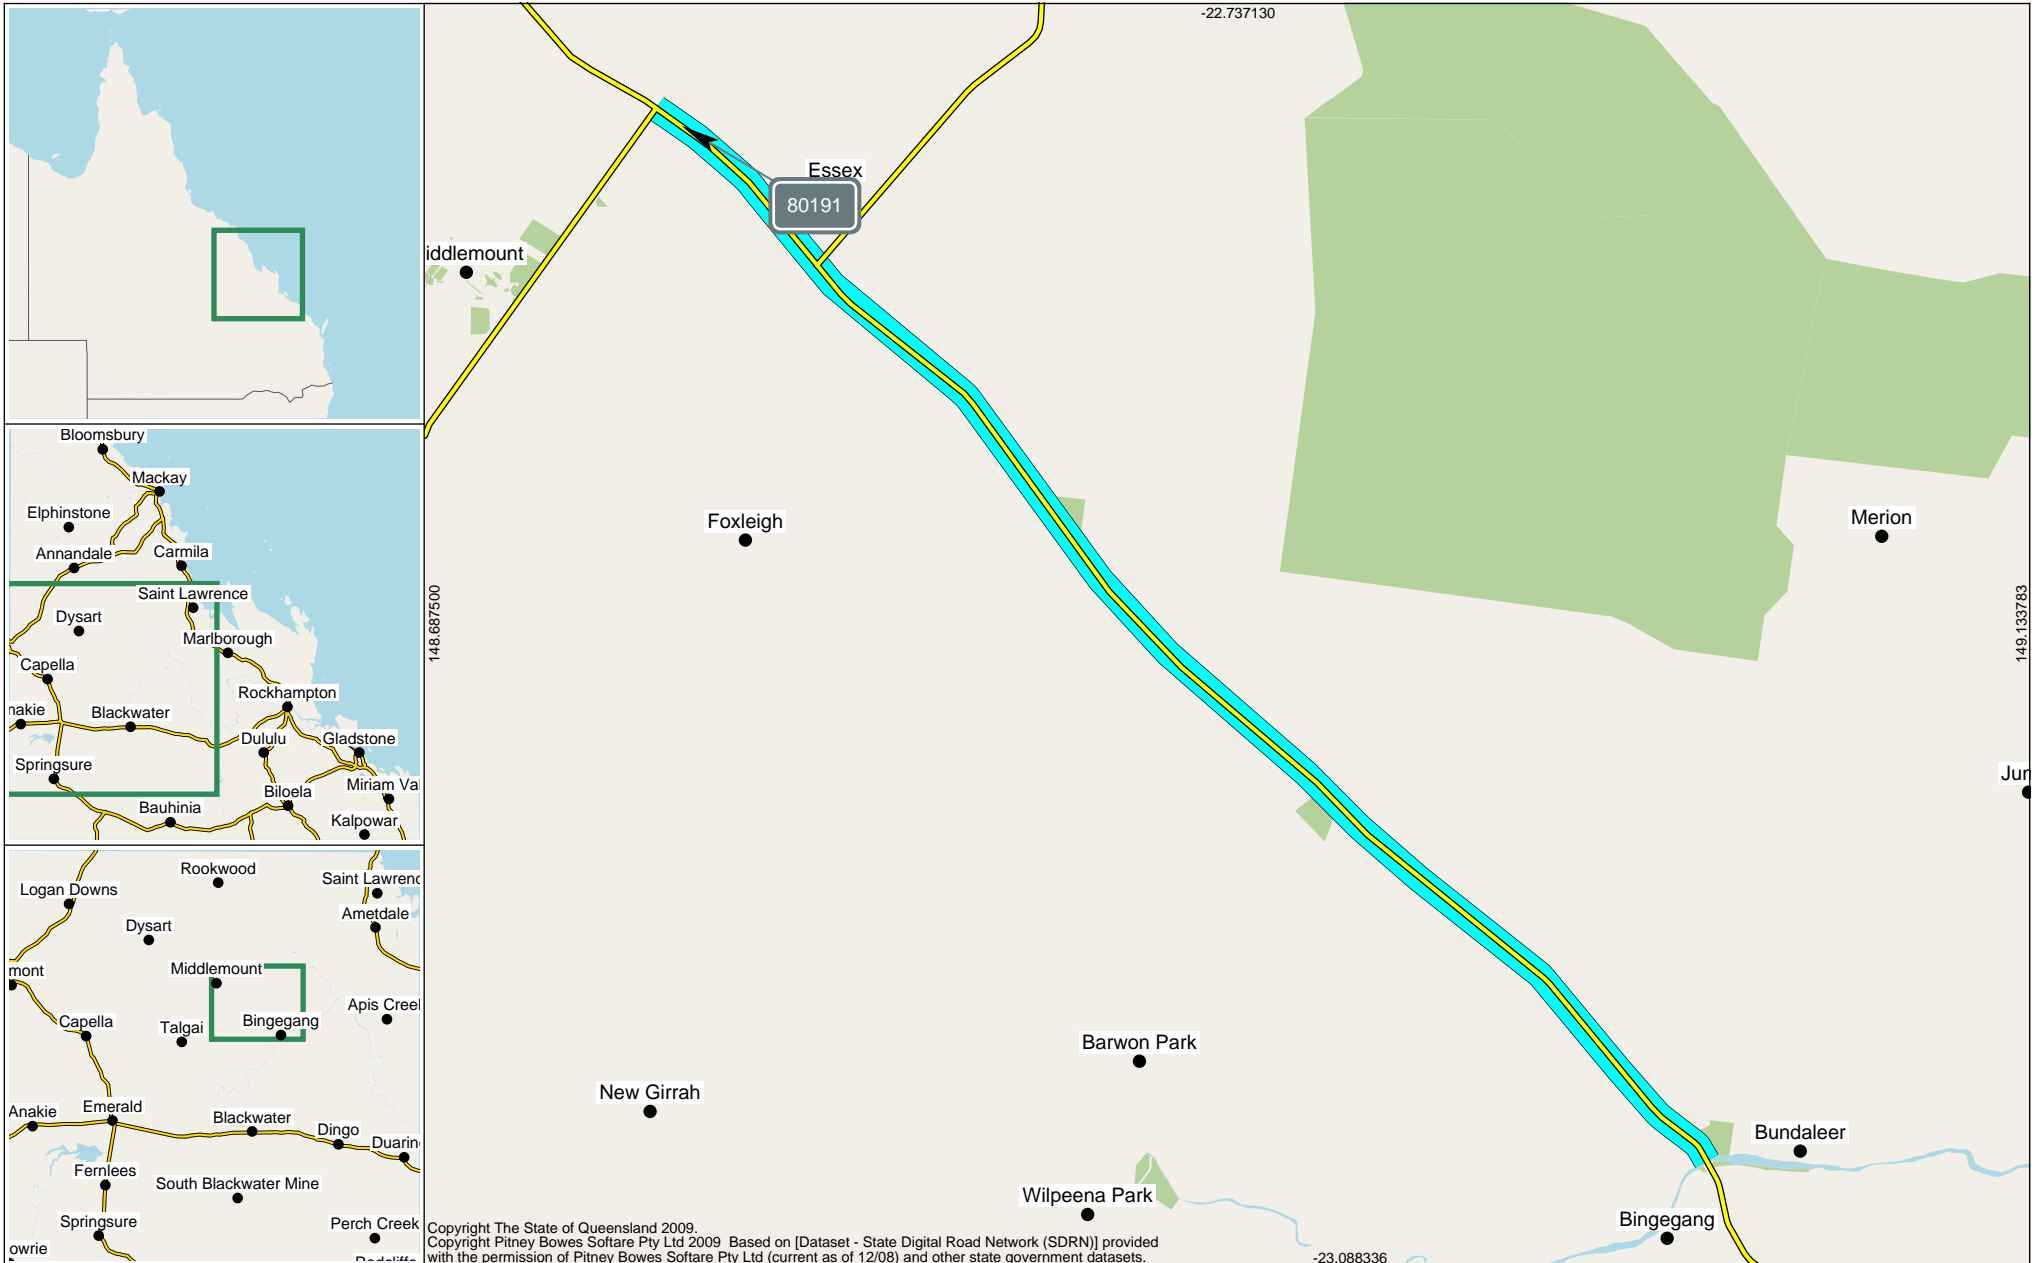 Bloomsbury
Mackay
Elphinstone
Annandale
Carmila
Saint Lawrence
Dysart
Marlborough
Capella
Rockhampton
nakie
Blackwater
Dululu
Gladstone
Springsure
Miriam Va
Biloela
Bauhinia
Kalpowar
Rookwood
Logan Downs
Saint Lawrenc
Ametdale
Dysart
mont
Middlemount
Apis Creek
Capella
Talgai
Bingegang
Anakie
Emerald
Blackwater
Dingo
Duarin
Fernlees
South Blackwater Mine
Springsure
Perch Creek
owrie
-22.737130
Essex
80191
iddlemount
Foxleigh
Merion
148.687500
149.133783
Jun
Barwon Park
New Girrah
Bundaleer
Wilpeena Park
Bingegang
Copyright The State of Queensland 2009.
Copyright Pitney Bowes Softare Pty Ltd 2009 Based on [Dataset - State Digital Road Network (SDRN)] provided
with the permission of Pitney Bowes Softare Pty Ltd (current as of 12/08) and other state government datasets.
-23.088336